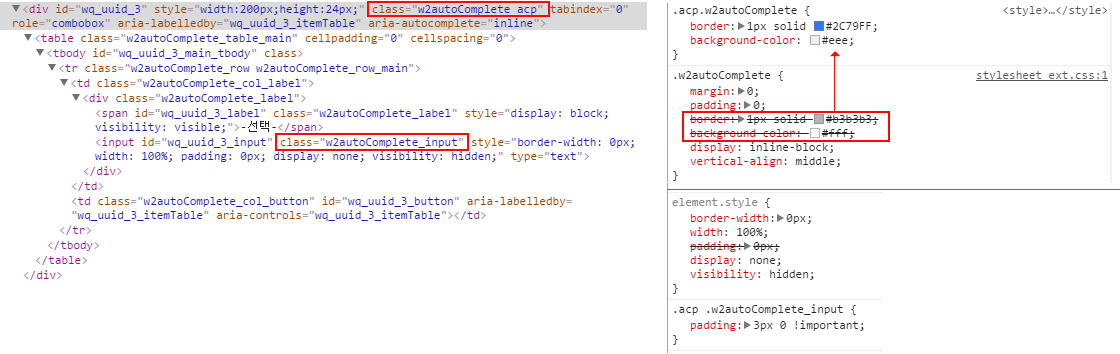 ▼<div id="wq_uuid_3" style="width:200px;height:24px;" class="w2autoComplete acp" tabindex="0"
role="combobox" aria-labelledby="wq_uuid_3_itemTable" aria-autocomplete="inline">
▼<table class="w2autoComplete_table_main" cellpadding="0" cellspacing="0">
▼<tbody id="wq_uuid_3_main_tbody" class>
▼<tr class="w2autoComplete_row w2autoComplete_row_main">
▼<td class="w2autoComplete_col_label">
▼<div class="w2autoComplete_label">
<span id="wq_uuid_3_label" class="w2autoComplete_label" style="display: block;
visibility: visible;">-선택-</span>
<input id="wq_uuid_3_input" class="w2autoComplete_input" style="border-width: 0px;
width: 100%; padding: 0px; display: none; visibility: hidden;" type="text">
</div>
</td>
<td class="w2autoComplete_col_button" id="wq_uuid_3_button" aria-labelledby=
"wq_uuid_3_itemTable" aria-controls="wq_uuid_3_itemTable"></td>
</tr>
</tbody>
</table>
</div>
.acp.w2autoComplete { <style>…</style>
border:▶1px solid #2C79FF;
background-color: #eee;
}
.w2autoComplete { stylesheet ext.css:1
margin:▶0;
padding:▶0;
border:▶1px solid #b3b3b3;
background-color: #fff;
display: inline-block;
vertical-align: middle;
}
element.style {
border-width:▶0px;
width: 100%;
padding:▶0px;
display: none;
visibility: hidden;
}
.acp .w2autoComplete_input {
padding:▶3px 0 !important;
}